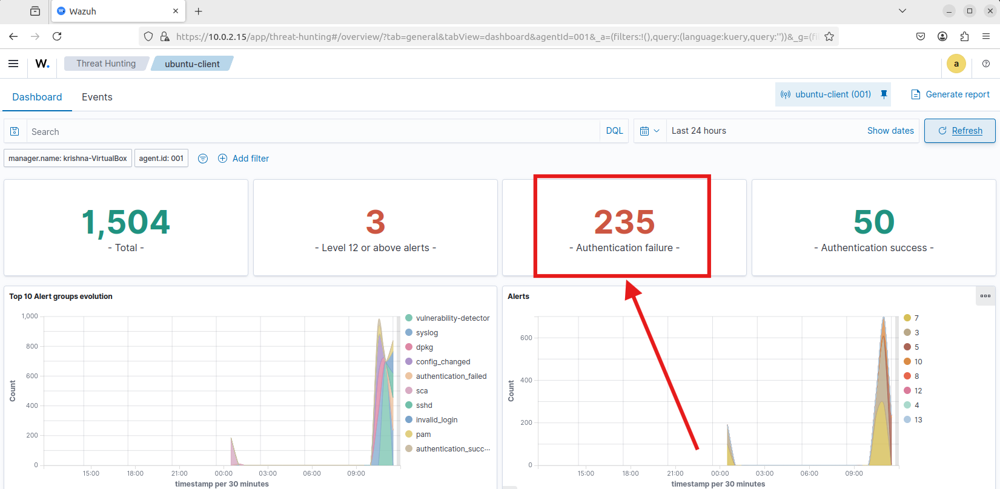 Wazuh
https://10.0.2.15/app/threat-hunting#/overview/?tab=general&tabView=dashboard&agentId=001&_a=(filters:!(),query:(language:kuery,query:''))&_g=(fil
W. Threat Hunting ubuntu-client a
Dashboard Events ubuntu-client (001) Generate report
Search DQL Last 24 hours Show dates Refresh
manager.name: krishna-VirtualBox agent.id: 001 Add filter
1,504
- Total -
3
- Level 12 or above alerts -
235
- Authentication failure -
50
- Authentication success -
Top 10 Alert groups evolution
1,000
800
600
400
200
0
Count
15:00 18:00 21:00 00:00 03:00 06:00 09:00
timestamp per 30 minutes
vulnerability-detector
syslog
dpkg
config_changed
authentication_failed
sca
sshd
invalid_login
pam
authentication_succ...
Alerts
600
400
200
0
Count
15:00 18:00 21:00 00:00 03:00 06:00 09:00
timestamp per 30 minutes
7
3
5
10
8
12
4
13